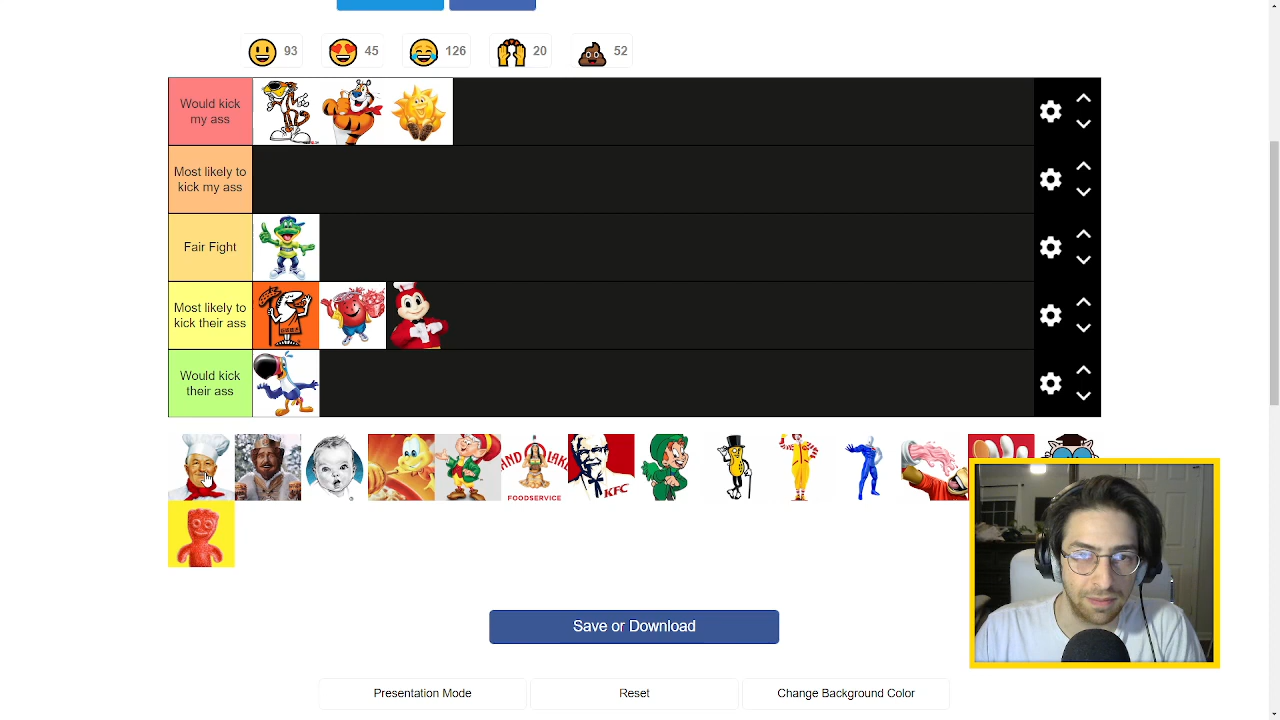 93
45
126
20
52
Would kick
my ass
Most likely to
kick my ass
Fair Fight
Most likely to
kick their ass
Would kick
their ass
FOODSERVICE
KFC
Save or Download
Presentation Mode
Reset
Change Background Color